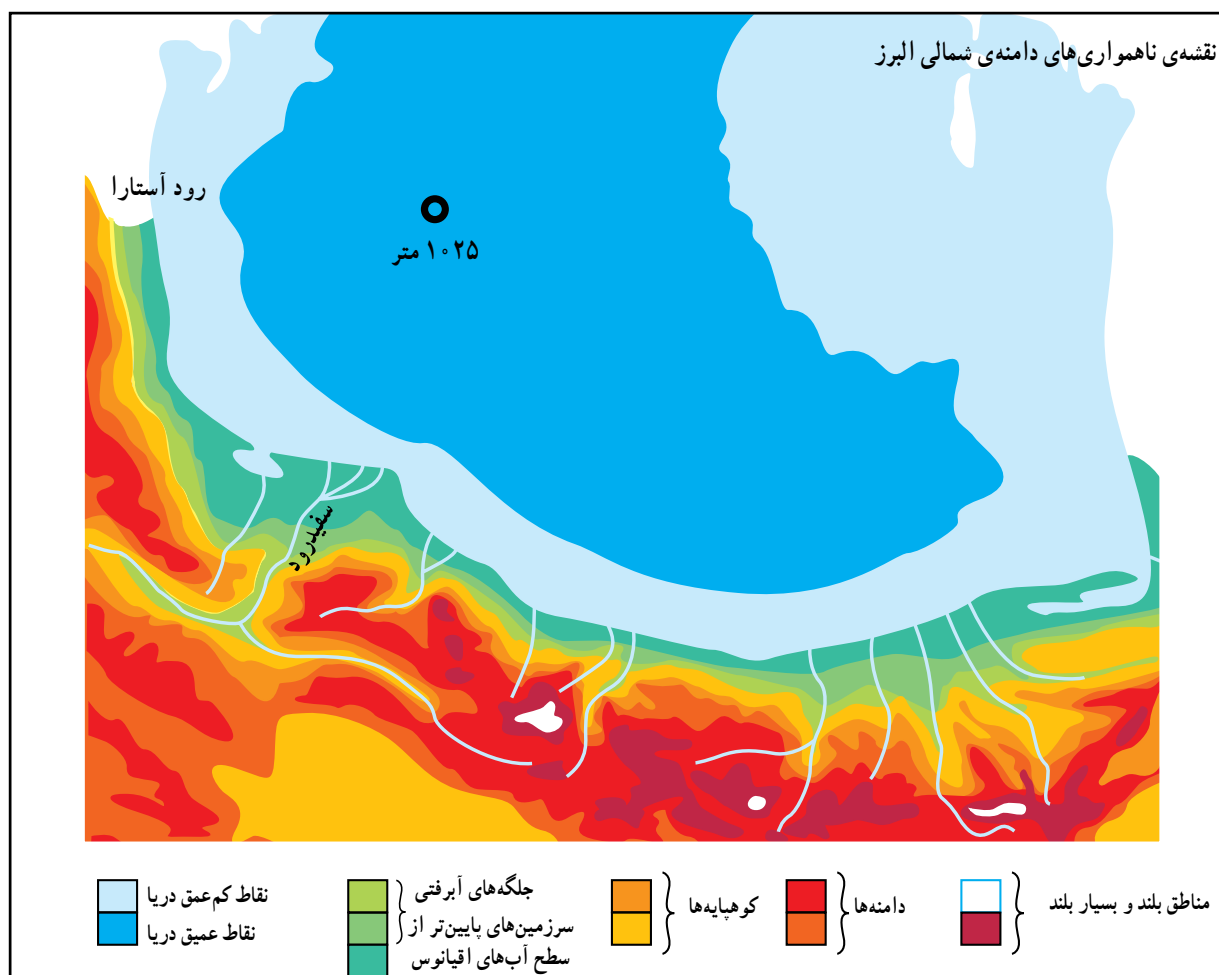 نقشه‌ی ناهمواری‌های دامنه‌ی شمالی البرز
رود آستارا
۱۰۲۵ متر
سفیدرود
مناطق بلند و بسیار بلند
دامنه‌ها
کوهپایه‌ها
جلگه‌های آبرفتی
سرزمین‌های پایین‌تر از
سطح آب‌های اقیانوس
نقاط کم‌عمق دریا
نقاط عمیق دریا